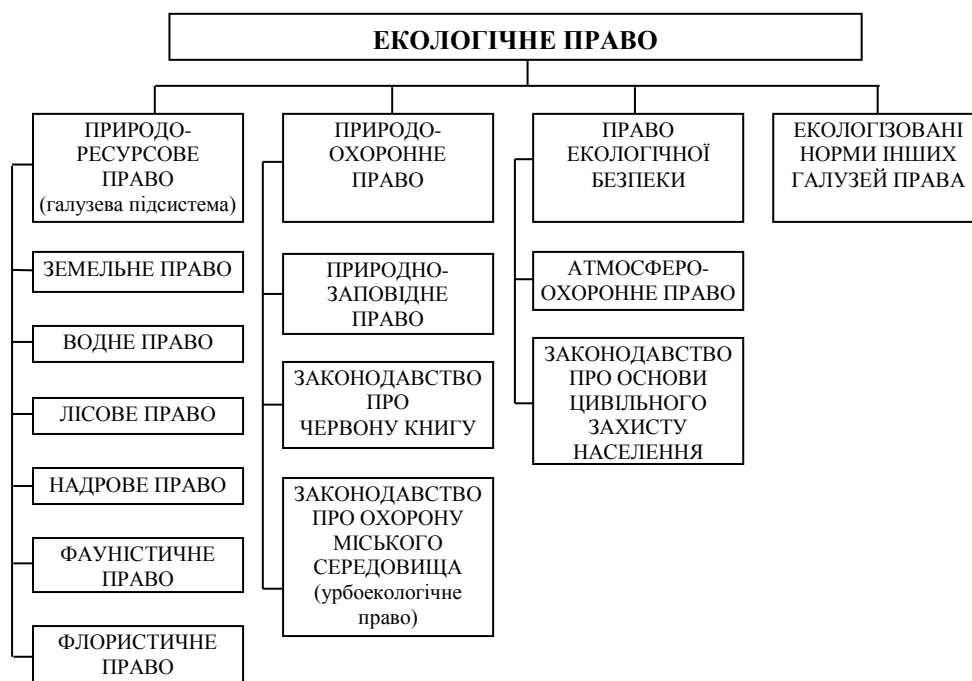 ЕКОЛОГІЧНЕ ПРАВО
ПРИРОДО-
РЕСУРСОВЕ
ПРАВО
(галузева підсистема)
ЗЕМЕЛЬНЕ ПРАВО
ВОДНЕ ПРАВО
ЛІСОВЕ ПРАВО
НАДРОВЕ ПРАВО
ФАУНІСТИЧНЕ
ПРАВО
ФЛОРИСТИЧНЕ
ПРАВО
ПРИРОДО-
ОХОРОННЕ
ПРАВО
ПРИРОДНО-
ЗАПОВІДНЕ
ПРАВО
ЗАКОНОДАВСТВО
ПРО
ЧЕРВОНУ КНИГУ
ЗАКОНОДАВСТВО
ПРО ОХОРОНУ
МІСЬКОГО
СЕРЕДОВИЩА
(урбоекологічне
право)
ПРАВО
ЕКОЛОГІЧНОЇ
БЕЗПЕКИ
АТМОСФЕРО-
ОХОРОННЕ ПРАВО
ЗАКОНОДАВСТВО
ПРО ОСНОВИ
ЦИВІЛЬНОГО
ЗАХИСТУ
НАСЕЛЕННЯ
ЕКОЛОГІЗОВАНІ
НОРМИ ІНШИХ
ГАЛУЗЕЙ ПРАВА